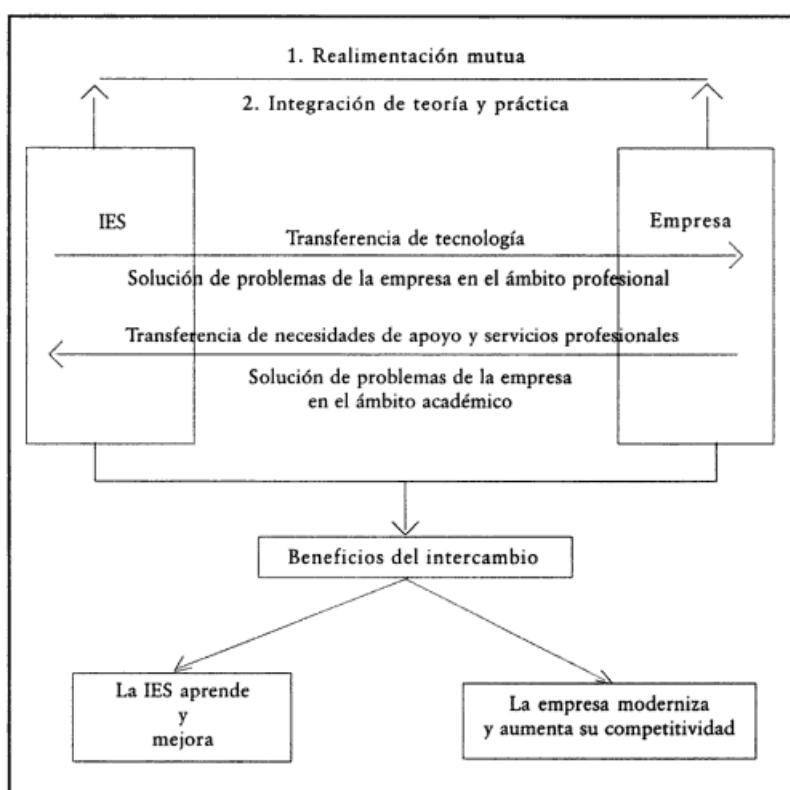 1. Realimentación mutua
2. Integración de teoría y práctica
IES
Empresa
Transferencia de tecnología
Solución de problemas de la empresa en el ámbito profesional
Transferencia de necesidades de apoyo y servicios profesionales
Solución de problemas de la empresa
en el ámbito académico
Beneficios del intercambio
La IES aprende
y
mejora
La empresa moderniza
y aumenta su competitividad